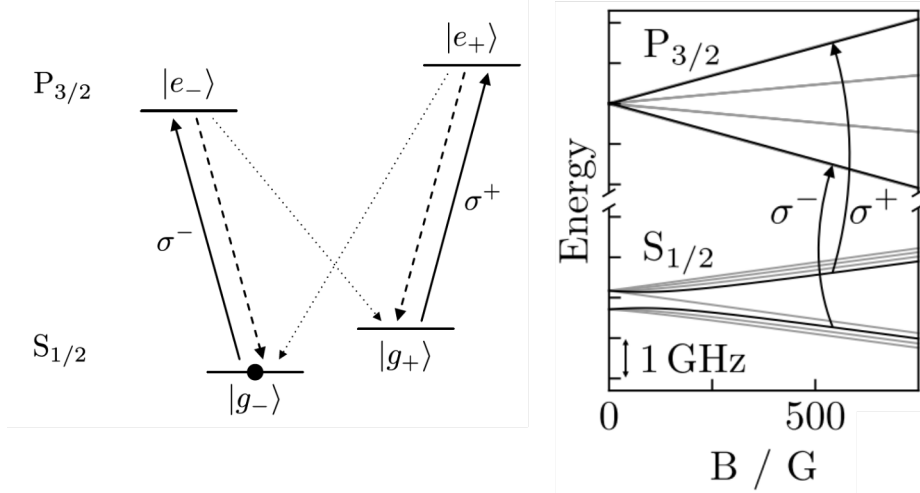 |e₊⟩
|e₋⟩
P₃/₂
σ⁻
σ⁺
S₁/₂
|g₊⟩
|g₋⟩
P₃/₂
Energy
σ⁻
σ⁺
S₁/₂
1 GHz
0
500
B / G